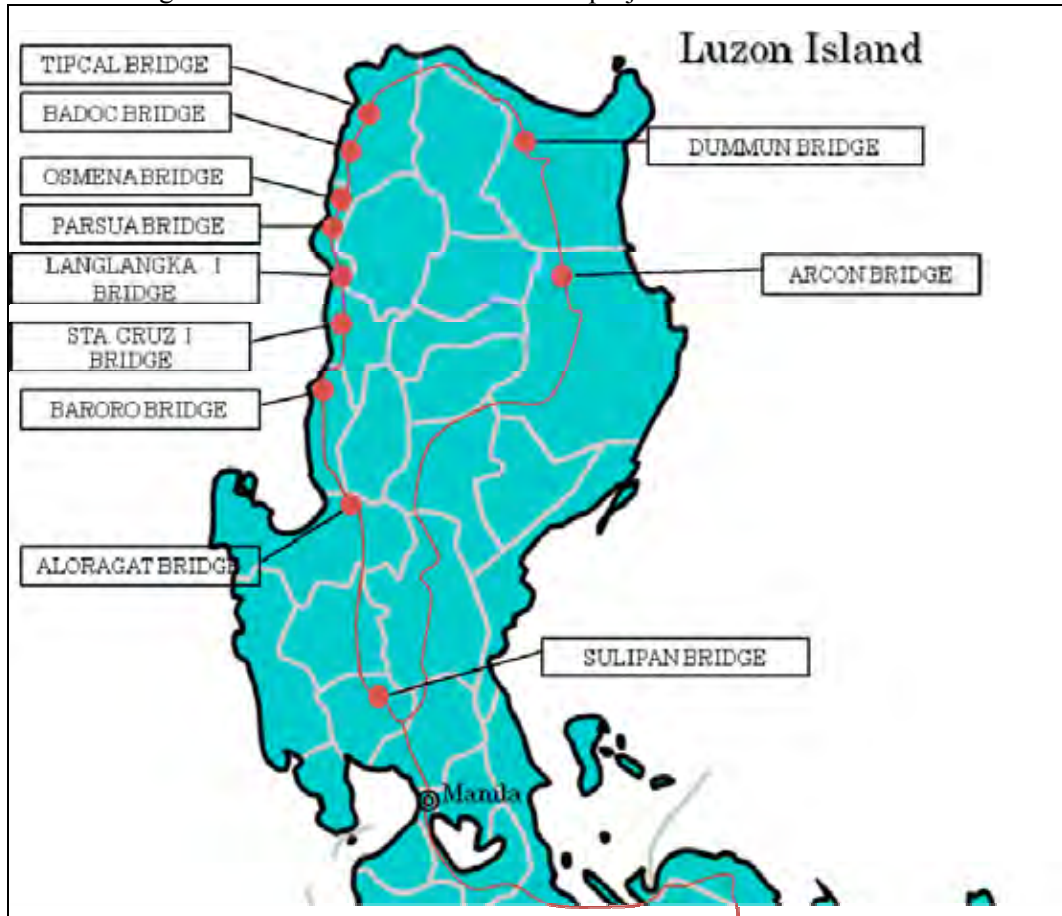 Luzon Island
TIPCAL BRIDGE
BADOC BRIDGE
OSMENA BRIDGE
PARSUA BRIDGE
LANGLANGKA I
BRIDGE
STA CRUZ I
BRIDGE
BARORO BRIDGE
ALORAGAT BRIDGE
DUMMUN BRIDGE
ARCON BRIDGE
SULIPAN BRIDGE
Manila